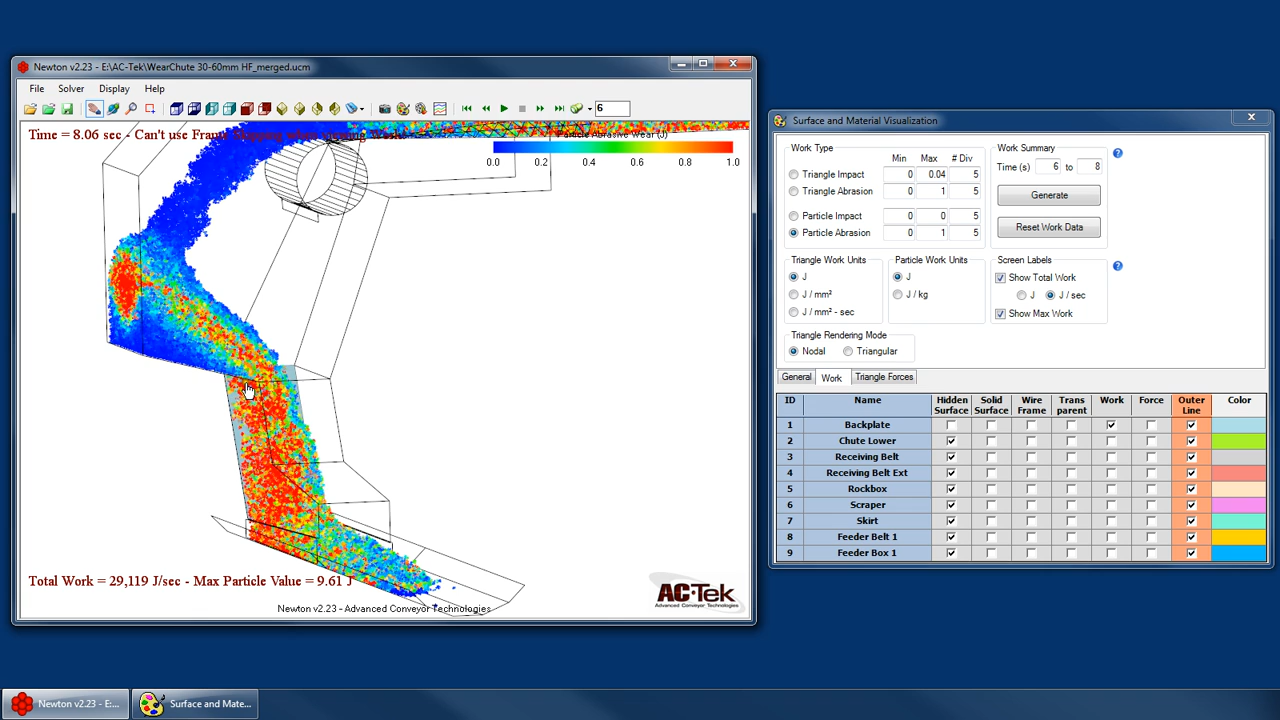 Newton v2.23 - E:\AC-Tek\WearChute 30-60mm HF_merged.ucm
File Solver Display Help
6
Time = 8.06 sec - Can't use Frame Skipping when viewing Work
Particle Abrasive Wear (J)
0.0 0.2 0.4 0.6 0.8 1.0
Total Work = 29,119 J/sec - Max Particle Value = 9.61 J
Newton v2.23 - Advanced Conveyor Technologies
AC-Tek
Advanced Conveyor Technologies
Surface and Material Visualization
Work Type
Min Max # Div
Triangle Impact 0 0.04 5
Triangle Abrasion 0 1 5
Particle Impact 0 0 5
Particle Abrasion 0 1 5
Work Summary
Time (s) 6 to 8
Generate
Reset Work Data
Triangle Work Units
J
J / mm²
J / mm² - sec
Particle Work Units
J
J / kg
Screen Labels
Show Total Work
J J / sec
Show Max Work
Triangle Rendering Mode
Nodal Triangular
General Work Triangle Forces
ID Name Hidden Surface Solid Surface Wire Frame Trans parent Work Force Outer Line Color
1 Backplate
2 Chute Lower
3 Receiving Belt
4 Receiving Belt Ext
5 Rockbox
6 Scraper
7 Skirt
8 Feeder Belt 1
9 Feeder Box 1
Newton v2.23 - E:...
Surface and Mate...